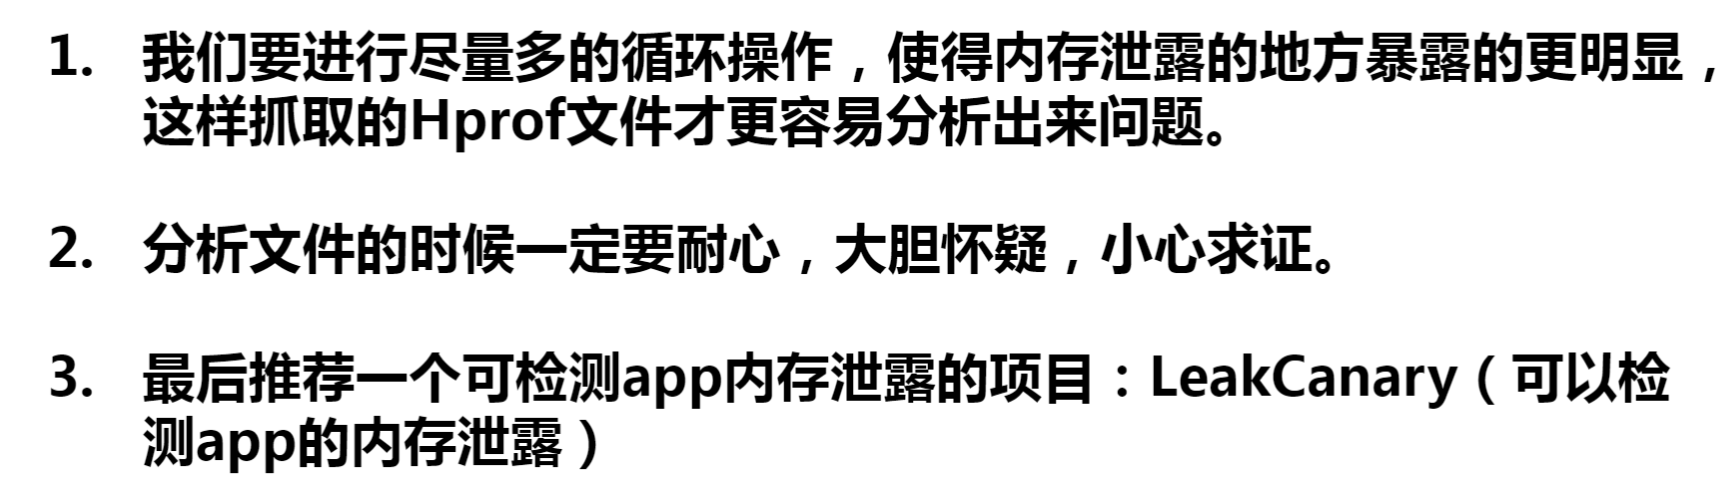 1. 我们要进行尽量多的循环操作，使得内存泄露的地方暴露的更明显，
这样抓取的Hprof文件才更容易分析出来问题。
2. 分析文件的时候一定要耐心，大胆怀疑，小心求证。
3. 最后推荐一个可检测app内存泄露的项目：LeakCanary（可以检
测app的内存泄露）